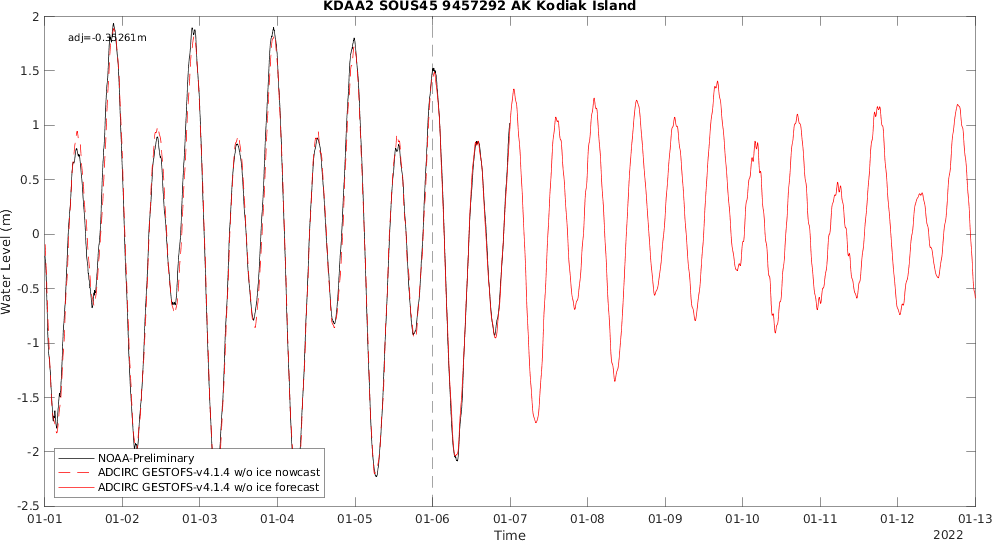 KDAA2 SOUS45 9457292 AK Kodiak Island
adj=-0.35261m
Water Level (m)
2
1.5
1
0.5
0
-0.5
-1
-1.5
-2
-2.5
NOAA-Preliminary
ADCIRC GESTOFS-v4.1.4 w/o ice nowcast
ADCIRC GESTOFS-v4.1.4 w/o ice forecast
01-01 01-02 01-03 01-04 01-05 01-06 01-07 01-08 01-09 01-10 01-11 01-12 01-13
Time
2022